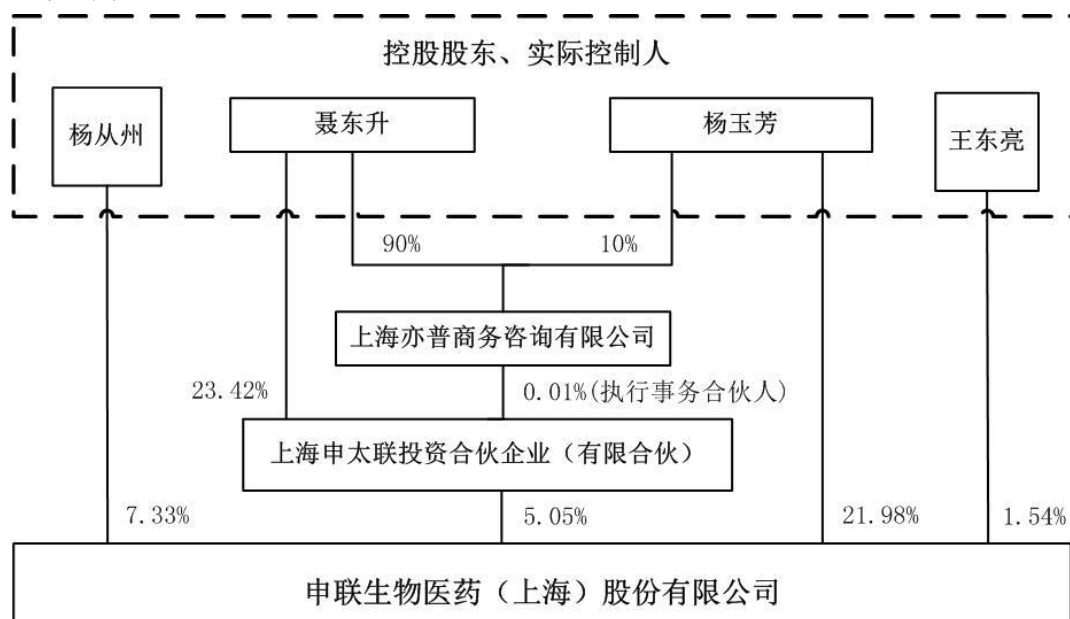 控股股东、实际控制人
杨从州
聂东升
杨玉芳
王东亮
90%
10%
上海亦普商务咨询有限公司
23.42%
0.01%(执行事务合伙人)
上海申太联投资合伙企业（有限合伙）
7.33%
5.05%
21.98%
1.54%
申联生物医药（上海）股份有限公司